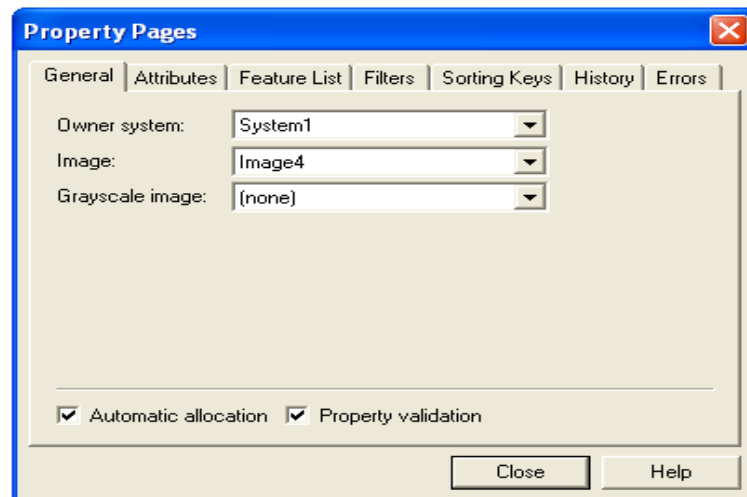 Property Pages
General Attributes Feature List Filters Sorting Keys History Errors
Owner system: System1
Image: Image4
Grayscale image: (none)
Automatic allocation Property validation
Close Help